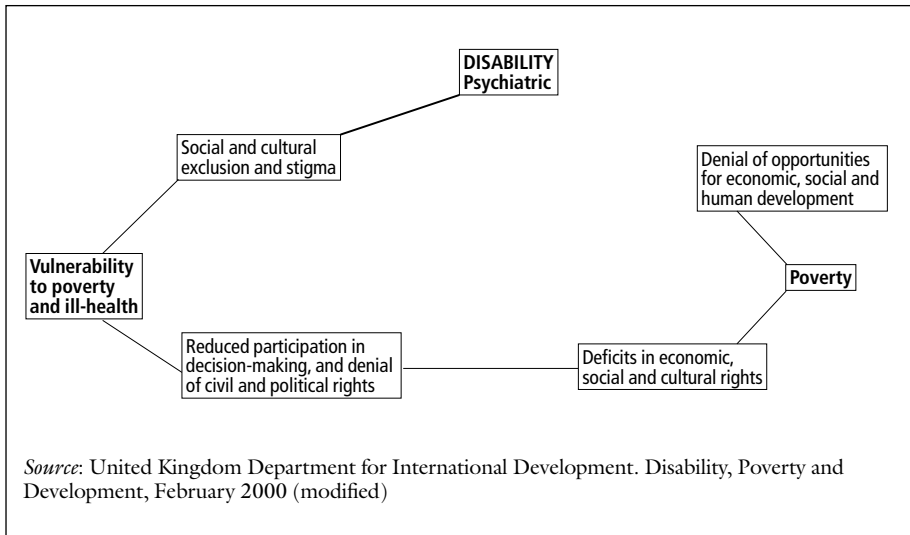 DISABILITY
Psychiatric
Social and cultural
exclusion and stigma
Denial of opportunities
for economic, social and
human development
Vulnerability
to poverty
and ill-health
Poverty
Reduced participation in
decision-making, and denial
of civil and political rights
Deficits in economic,
social and cultural rights
Source: United Kingdom Department for International Development. Disability, Poverty and
Development, February 2000 (modified)